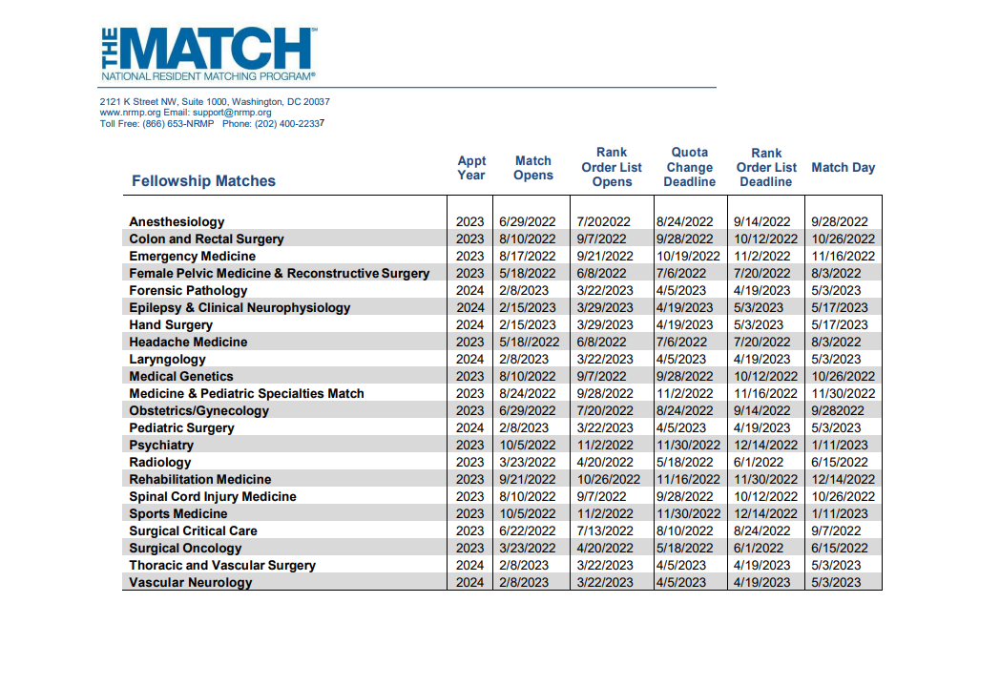 THE MATCH℠
NATIONAL RESIDENT MATCHING PROGRAM®
2121 K Street NW, Suite 1000, Washington, DC 20037
www.nrmp.org Email: support@nrmp.org
Toll Free: (866) 653-NRMP Phone: (202) 400-22337
Fellowship Matches Appt Year Match Opens Rank Order List Opens Quota Change Deadline Rank Order List Deadline Match Day
Anesthesiology 2023 6/29/2022 7/202022 8/24/2022 9/14/2022 9/28/2022
Colon and Rectal Surgery 2023 8/10/2022 9/7/2022 9/28/2022 10/12/2022 10/26/2022
Emergency Medicine 2023 8/17/2022 9/21/2022 10/19/2022 11/2/2022 11/16/2022
Female Pelvic Medicine & Reconstructive Surgery 2023 5/18/2022 6/8/2022 7/6/2022 7/20/2022 8/3/2022
Forensic Pathology 2024 2/8/2023 3/22/2023 4/5/2023 4/19/2023 5/3/2023
Epilepsy & Clinical Neurophysiology 2024 2/15/2023 3/29/2023 4/19/2023 5/3/2023 5/17/2023
Hand Surgery 2024 2/15/2023 3/29/2023 4/19/2023 5/3/2023 5/17/2023
Headache Medicine 2023 5/18//2022 6/8/2022 7/6/2022 7/20/2022 8/3/2022
Laryngology 2024 2/8/2023 3/22/2023 4/5/2023 4/19/2023 5/3/2023
Medical Genetics 2023 8/10/2022 9/7/2022 9/28/2022 10/12/2022 10/26/2022
Medicine & Pediatric Specialties Match 2023 8/24/2022 9/28/2022 11/2/2022 11/16/2022 11/30/2022
Obstetrics/Gynecology 2023 6/29/2022 7/20/2022 8/24/2022 9/14/2022 9/282022
Pediatric Surgery 2024 2/8/2023 3/22/2023 4/5/2023 4/19/2023 5/3/2023
Psychiatry 2023 10/5/2022 11/2/2022 11/30/2022 12/14/2022 1/11/2023
Radiology 2023 3/23/2022 4/20/2022 5/18/2022 6/1/2022 6/15/2022
Rehabilitation Medicine 2023 9/21/2022 10/26/2022 11/16/2022 11/30/2022 12/14/2022
Spinal Cord Injury Medicine 2023 8/10/2022 9/7/2022 9/28/2022 10/12/2022 10/26/2022
Sports Medicine 2023 10/5/2022 11/2/2022 11/30/2022 12/14/2022 1/11/2023
Surgical Critical Care 2023 6/22/2022 7/13/2022 8/10/2022 8/24/2022 9/7/2022
Surgical Oncology 2023 3/23/2022 4/20/2022 5/18/2022 6/1/2022 6/15/2022
Thoracic and Vascular Surgery 2024 2/8/2023 3/22/2023 4/5/2023 4/19/2023 5/3/2023
Vascular Neurology 2024 2/8/2023 3/22/2023 4/5/2023 4/19/2023 5/3/2023